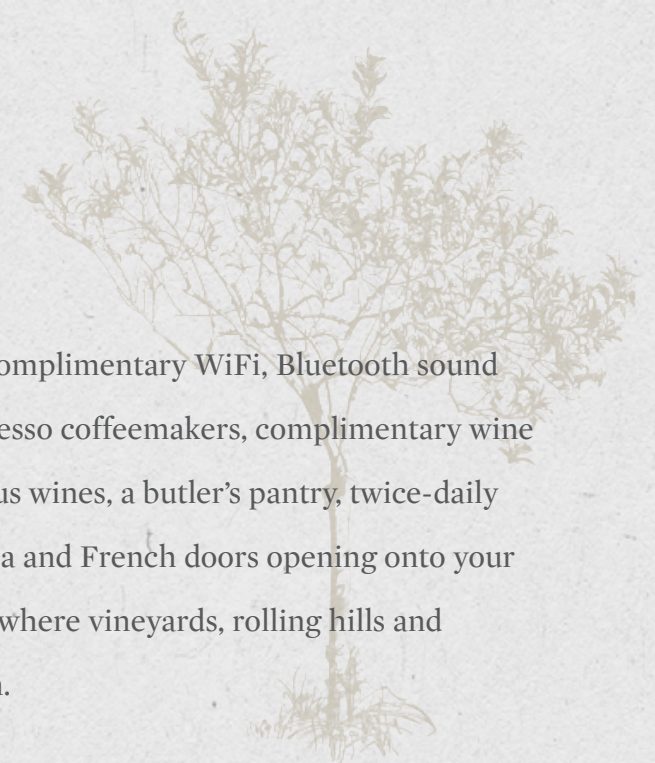 omplimentary WiFi, Bluetooth sound
esso coffeemakers, complimentary wine
us wines, a butler’s pantry, twice-daily
a and French doors opening onto your
where vineyards, rolling hills and
.